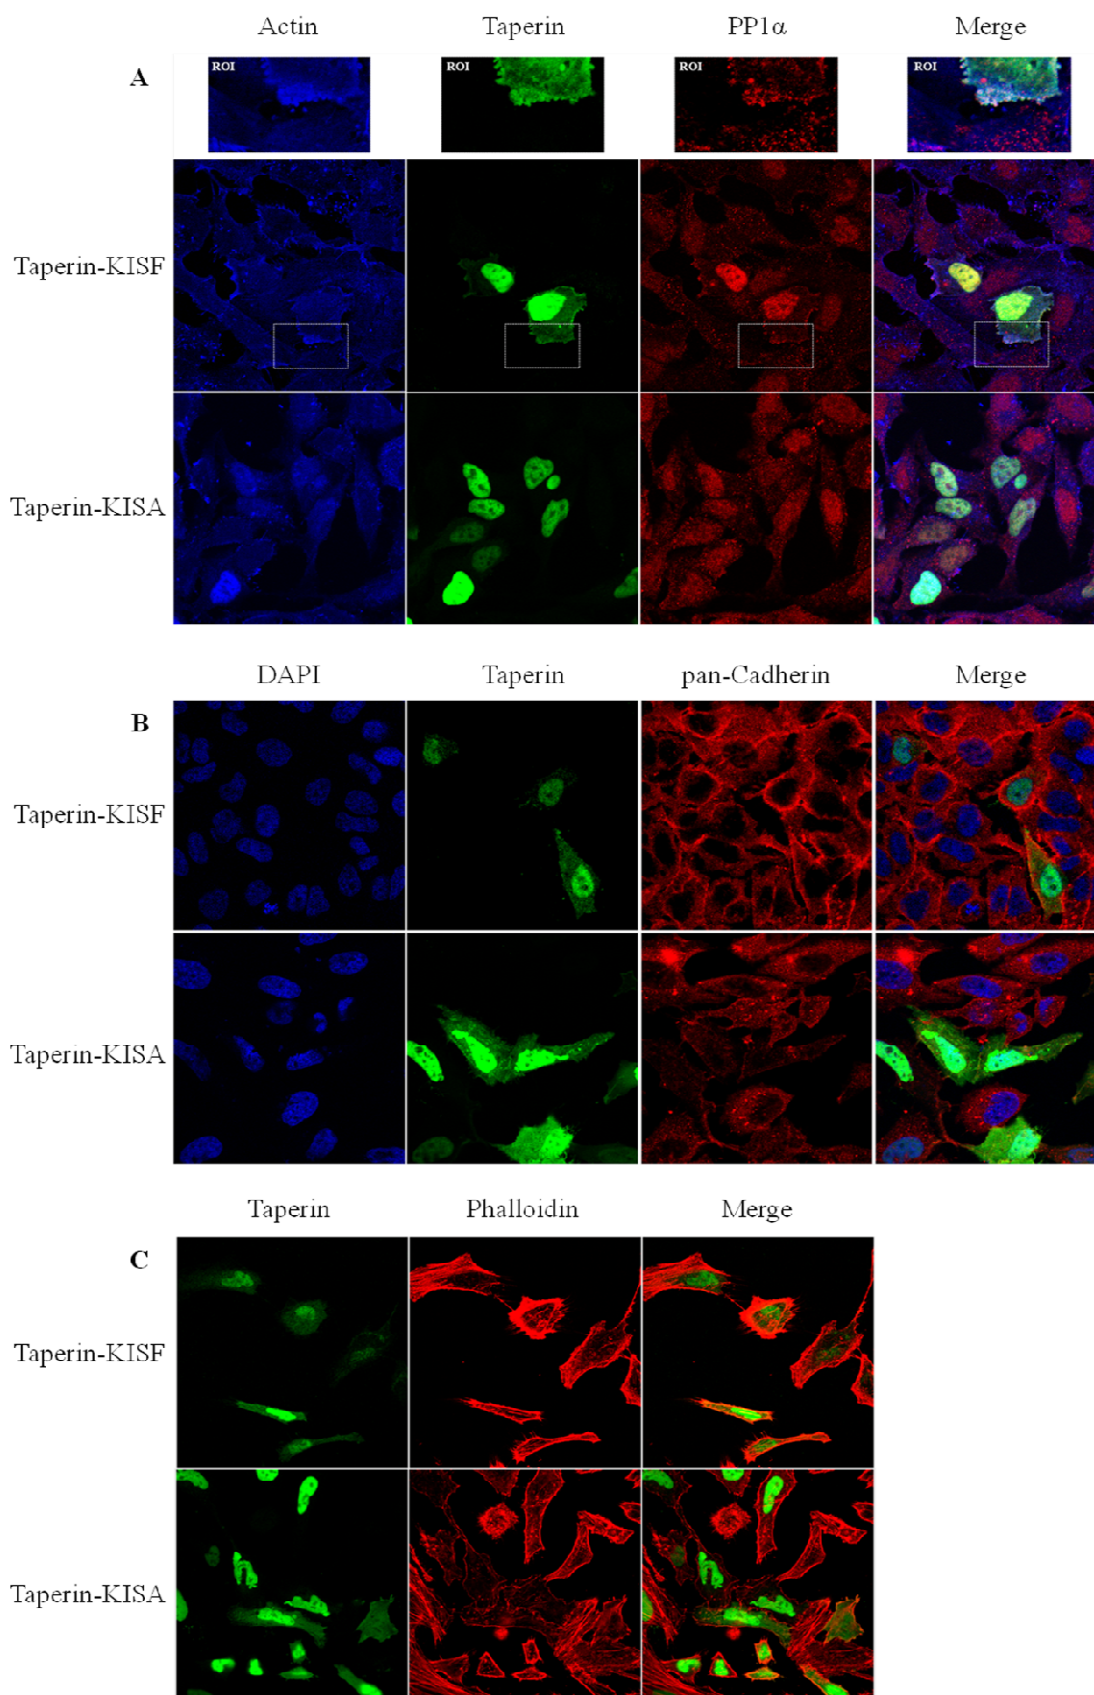 Actin Taperin PP1α Merge
A
ROI ROI ROI ROI
Taperin-KISF
Taperin-KISA
DAPI Taperin pan-Cadherin Merge
B
Taperin-KISF
Taperin-KISA
Taperin Phalloidin Merge
C
Taperin-KISF
Taperin-KISA